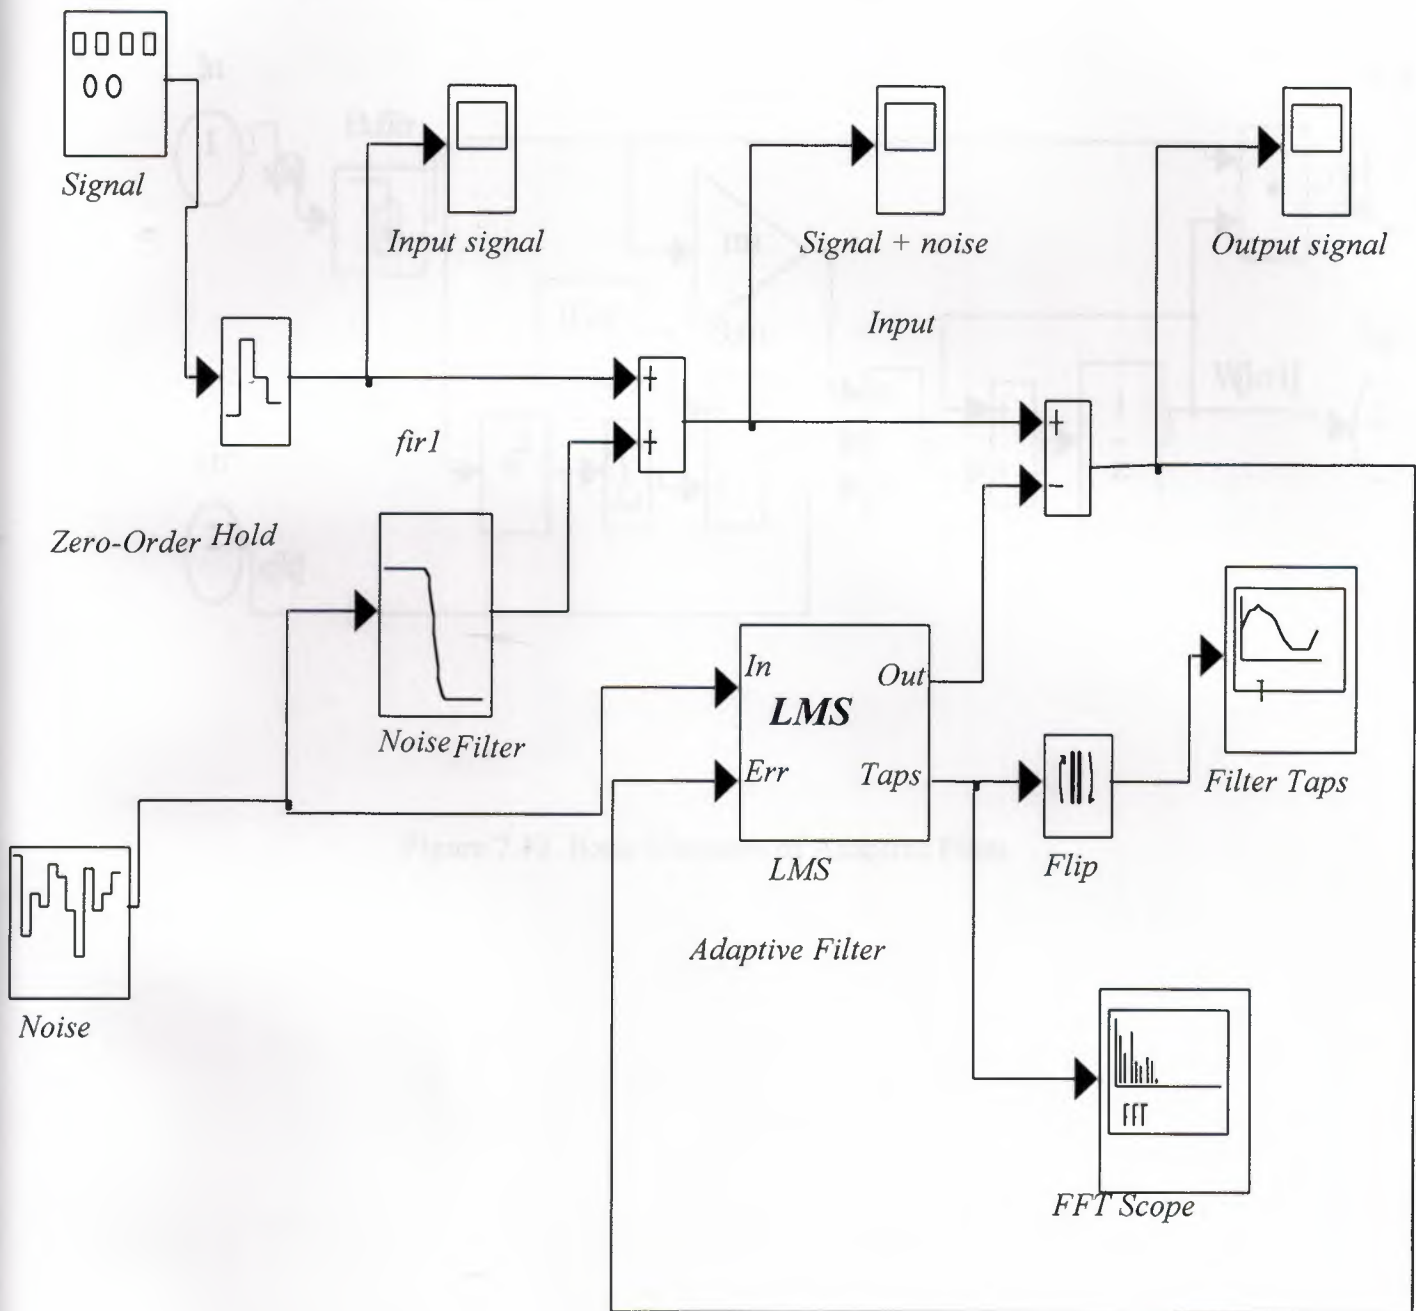 Signal
Input signal
Signal + noise
Output signal
Input
+
+
+
-
fir1
Zero-Order Hold
Noise Filter
In
Out
LMS
Err
Taps
LMS
Flip
Filter Taps
Adaptive Filter
Noise
FFT
FFT Scope